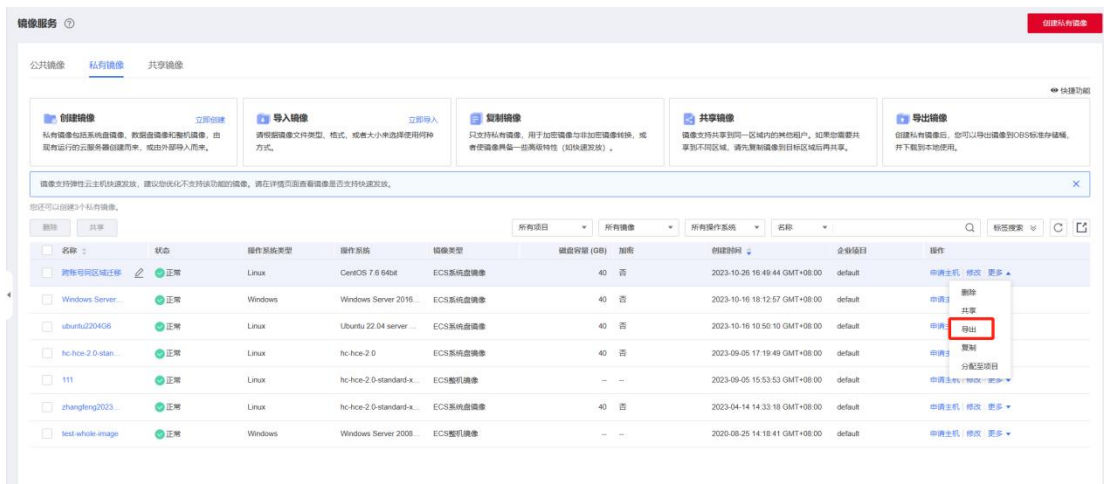 镜像服务
创建私有镜像
公共镜像 私有镜像 共享镜像
快捷功能
创建镜像 立即创建
私有镜像包括系统盘镜像、数据盘镜像和整机镜像，由
现有运行的云服务器创建而来，或由外部导入而来。
导入镜像 立即导入
请根据镜像文件类型、格式，或者大小来选择使用何种
方式。
复制镜像
只支持私有镜像，用于加密镜像与非加密镜像转换，或
者使镜像具备一些高级特性（如快速发放）。
共享镜像
镜像支持共享到同一区域内的其他租户。如果您需要共
享到不同区域，请先复制镜像到目标区域后再共享。
导出镜像
创建私有镜像后，您可以导出镜像到OBS标准存储桶，
并下载到本地使用。
镜像支持弹性云主机快速发放，建议您优化不支持该功能的镜像。请在详情页面查看镜像是否支持快速发放。
您还可以创建3个私有镜像。
删除 共享 所有项目 所有镜像 所有操作系统 名称 标签搜索
名称 状态 操作系统类型 操作系统 镜像类型 磁盘容量 (GB) 加密 创建时间 企业项目 操作
跨账号同区域迁移 正常 Linux CentOS 7.6 64bit ECS系统盘镜像 40 否 2023-10-26 16:49:44 GMT+08:00 default 申请主机 修改 更多
Windows Server... 正常 Windows Windows Server 2016... ECS系统盘镜像 40 否 2023-10-16 18:12:57 GMT+08:00 default 申请
ubuntu2204G6 正常 Linux Ubuntu 22.04 server ... ECS系统盘镜像 40 否 2023-10-16 10:50:10 GMT+08:00 default 申请
hc-hce-2.0-stan... 正常 Linux hc-hce-2.0 ECS系统盘镜像 40 否 2023-09-05 17:19:49 GMT+08:00 default 申请
111 正常 Linux hc-hce-2.0-standard-x... ECS整机镜像 -- -- 2023-09-05 15:53:53 GMT+08:00 default 申请主机 修改 更多
zhangfeng2023... 正常 Linux hc-hce-2.0-standard-x... ECS系统盘镜像 40 否 2023-04-14 14:33:18 GMT+08:00 default 申请主机 修改 更多
test-whole-image 正常 Windows Windows Server 2008... ECS整机镜像 -- -- 2020-08-25 14:18:41 GMT+08:00 default 申请主机 修改 更多
删除
共享
导出
复制
分配至项目